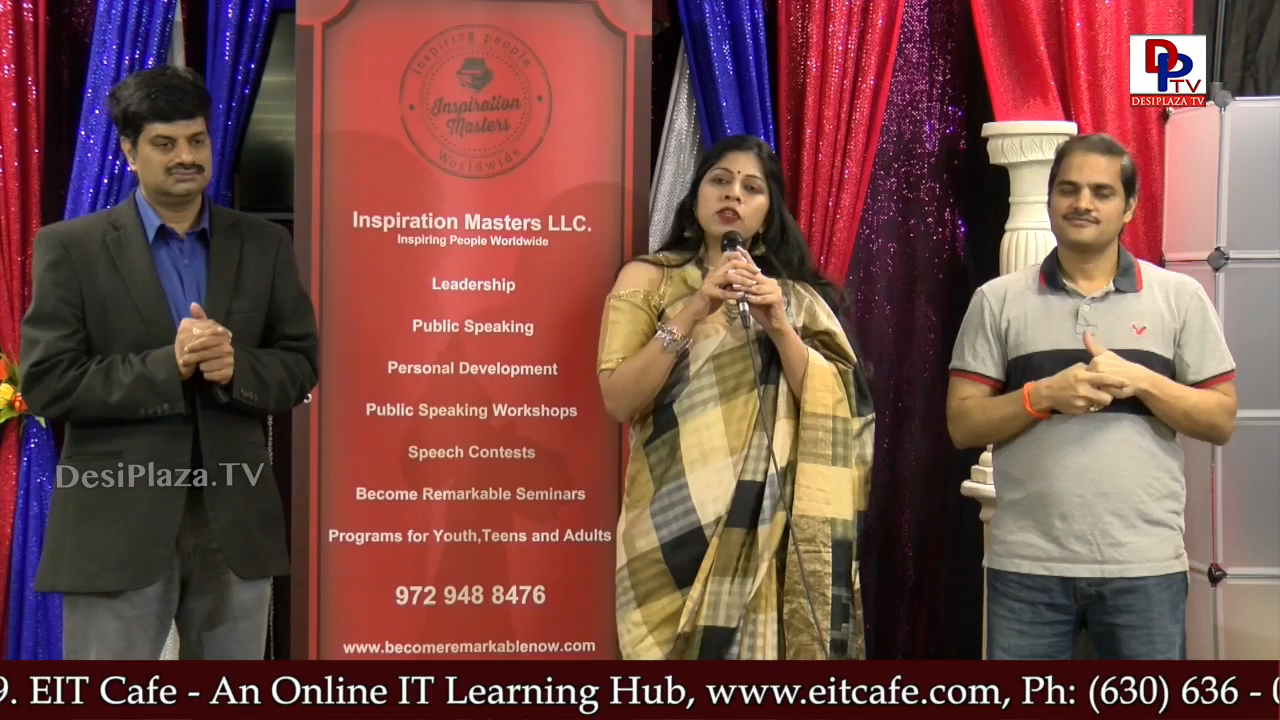 DP
TV
DESIPLAZA TV
Inspiring people
Inspiration
Masters
Worldwide
Inspiration Masters LLC.
Inspiring People Worldwide
Leadership
Public Speaking
Personal Development
Public Speaking Workshops
Speech Contests
Become Remarkable Seminars
Programs for Youth,Teens and Adults
972 948 8476
www.becomeremarkablenow.com
DesiPlaza.TV
9. EIT Cafe - An Online IT Learning Hub, www.eitcafe.com, Ph: (630) 636 - 0